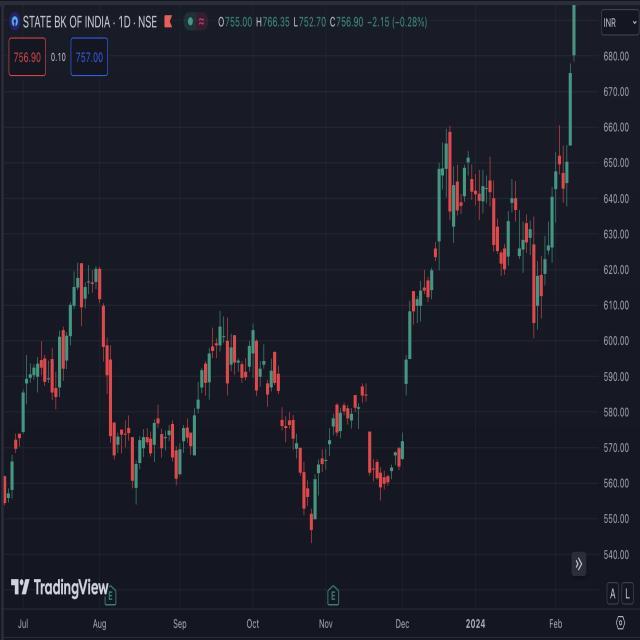 STATE BK OF INDIA · 1D · NSE O755.00 H766.35 L752.70 C756.90 −2.15 (−0.28%)
INR
756.90 0.10 757.00
680.00
670.00
660.00
650.00
640.00
630.00
620.00
610.00
600.00
590.00
580.00
570.00
560.00
550.00
540.00
TradingView
E E
A L
Jul Aug Sep Oct Nov Dec 2024 Feb